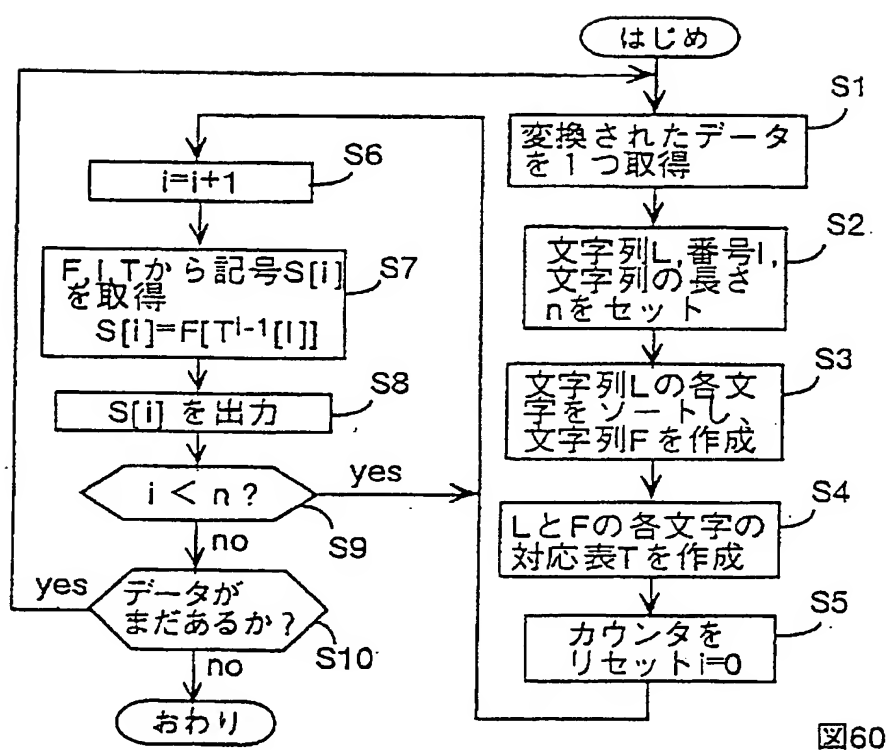 はじめ
S1
変換されたデータ
を1つ取得
S2
文字列L,番号I,
文字列の長さ
nをセット
S3
文字列Lの各文
字をソートし、
文字列Fを作成
S4
LとFの各文字の
対応表Tを作成
S5
カウンタを
リセットi=0
S6
i=i+1
S7
F,I,Tから記号S[i]
を取得
S[i]=F[T^{i-1}[I]]
S8
S[i] を出力
i < n ?
yes
S9
no
データが
まだあるか?
yes
S10
no
おわり
図60